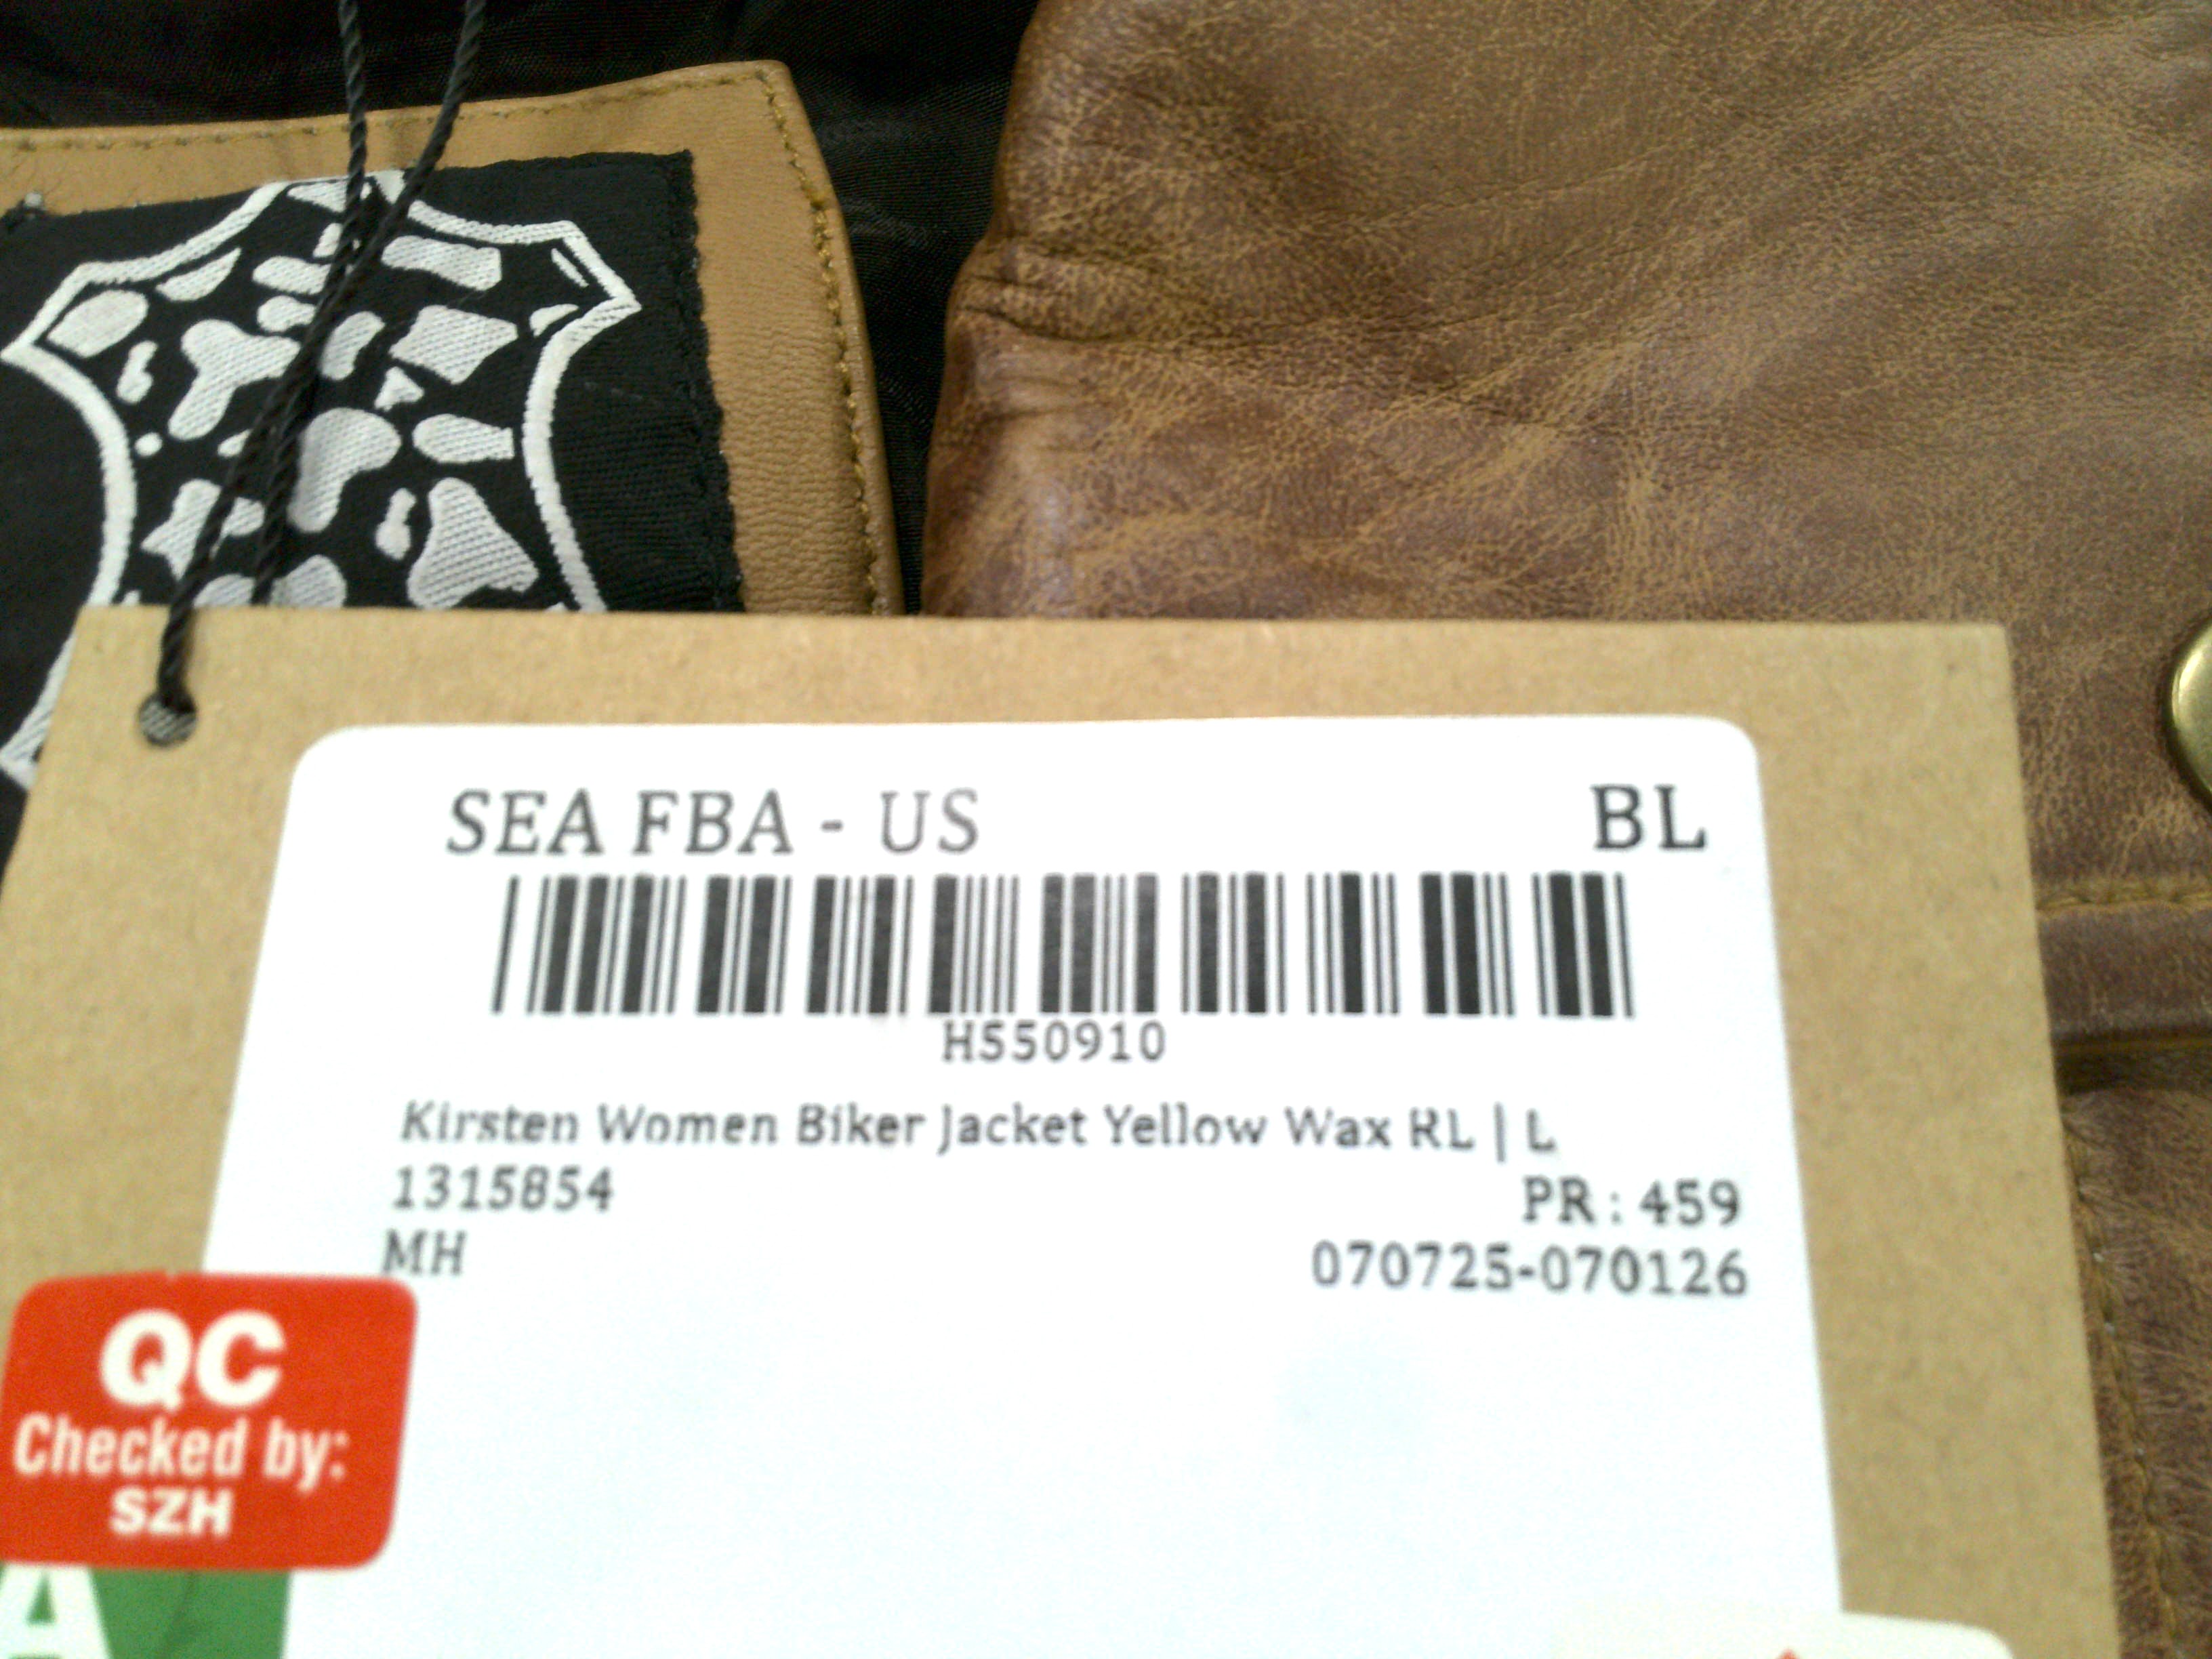 SEA FBA - US BL
H550910
Kirsten Women Biker Jacket Yellow Wax RL | L
1315854 PR : 459
MH 070725-070126
QC
Checked by:
SZH
A